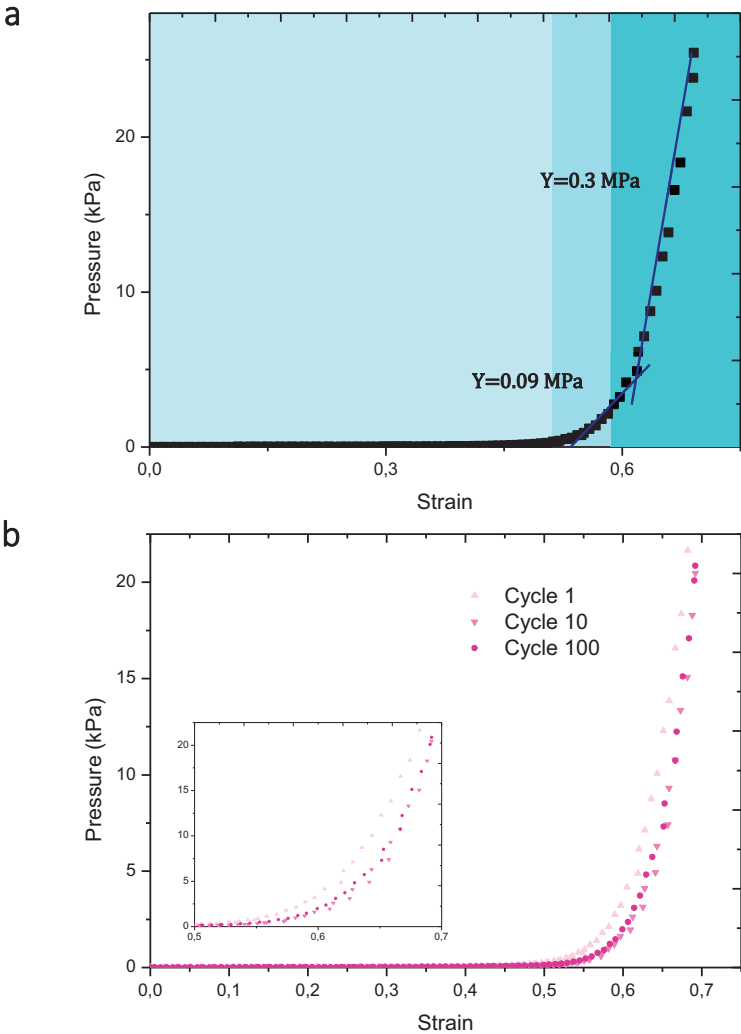 a
Pressure (kPa)
20
10
0
Y=0.3 MPa
Y=0.09 MPa
0,0 0,3 0,6
Strain
b
Pressure (kPa)
20
15
10
5
0
Cycle 1
Cycle 10
Cycle 100
20
15
10
5
0
0,5 0,6 0,7
0,0 0,1 0,2 0,3 0,4 0,5 0,6 0,7
Strain